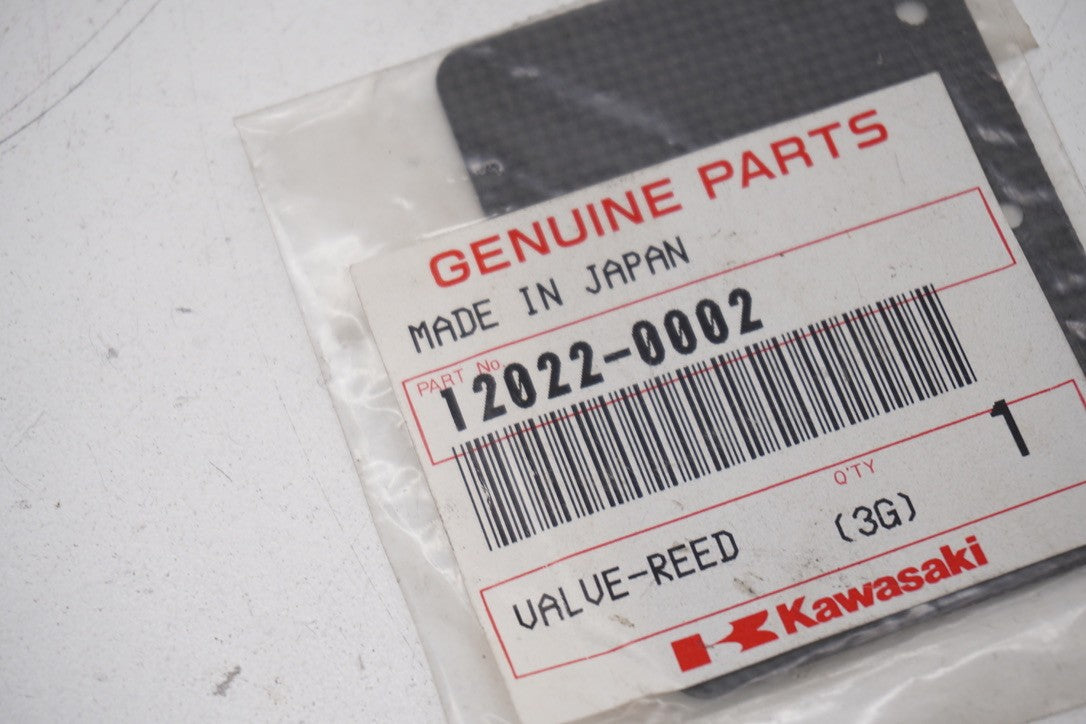 GENUINE PARTS
MADE IN JAPAN
PART No
12022-0002
Q'TY
1
VALVE-REED (3G)
Kawasaki